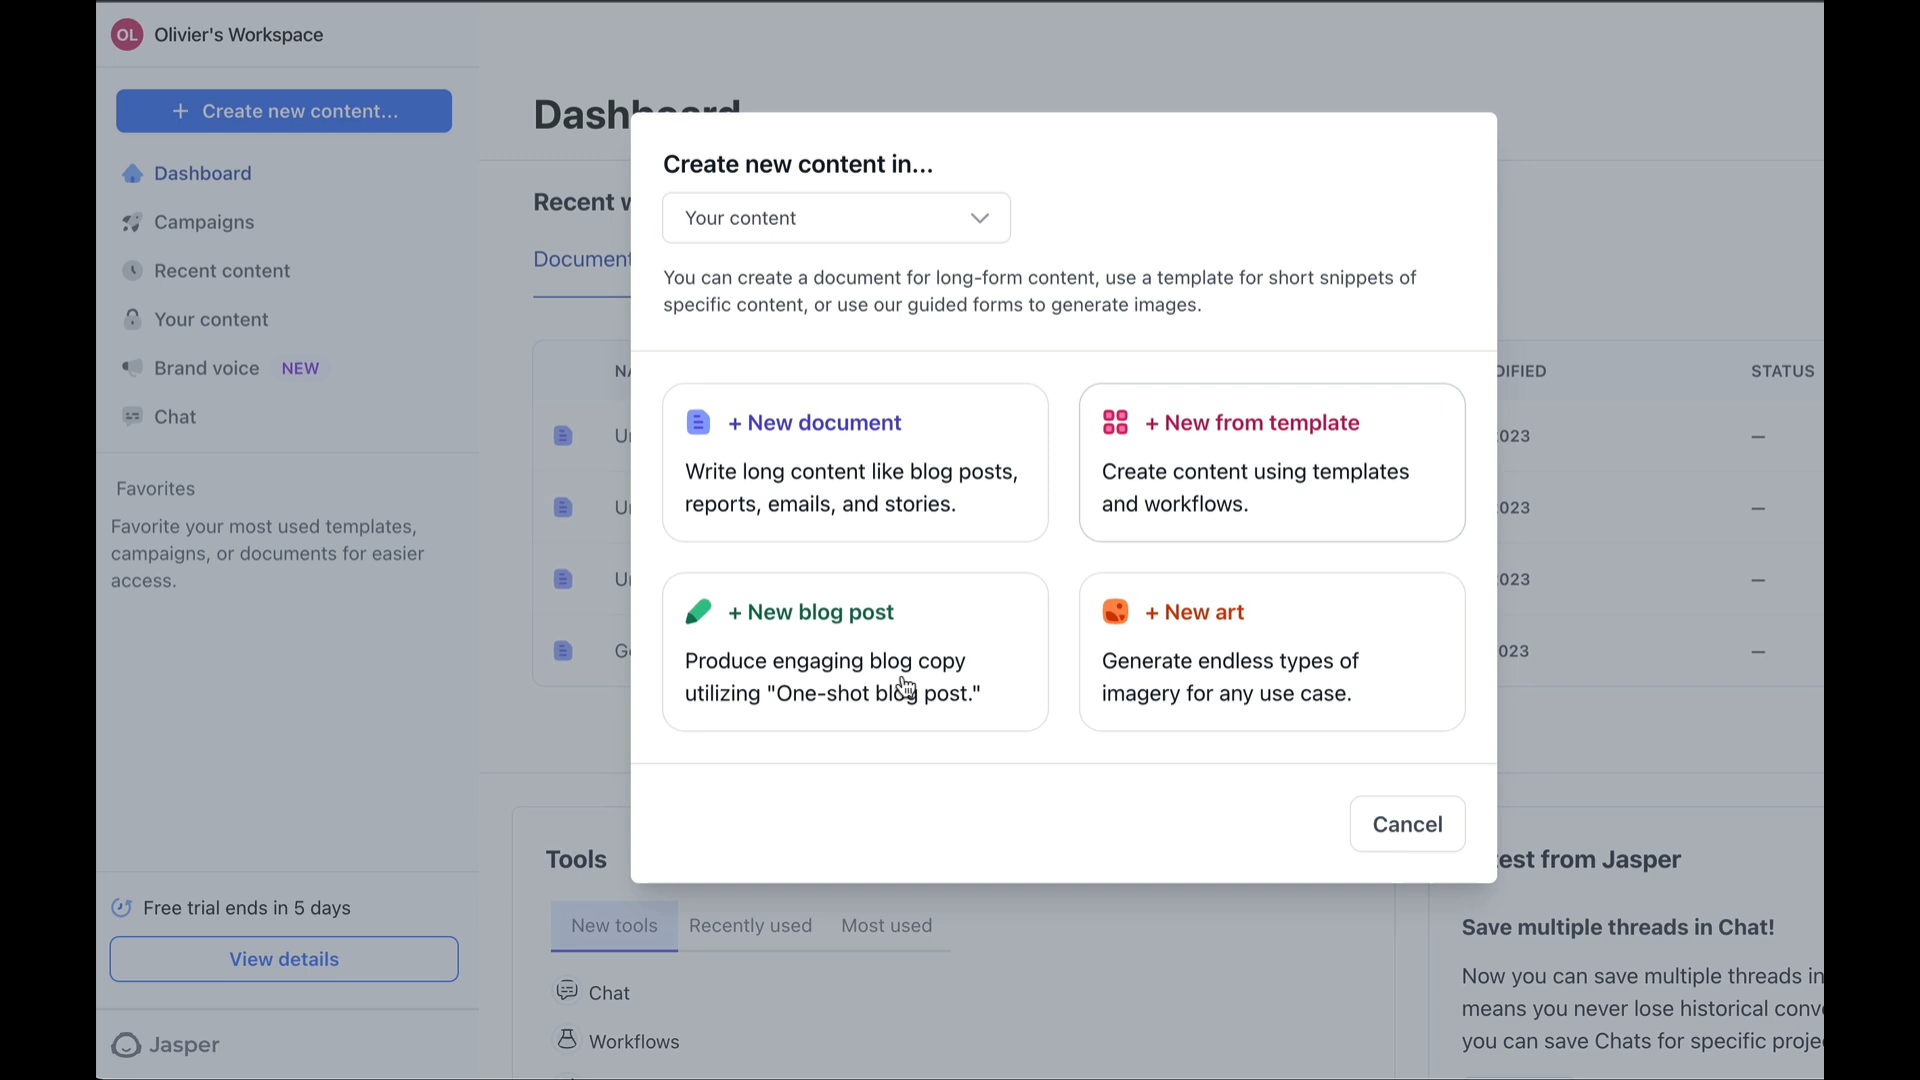 OL Olivier's Workspace
+ Create new content...
Dashboard
Campaigns
Recent content
Your content
Brand voice NEW
Chat
Favorites
Favorite your most used templates,
campaigns, or documents for easier
access.
Free trial ends in 5 days
View details
Jasper
Dashboard
Recent
Document
STATUS
023 —
023 —
023 —
023 —
Create new content in...
Your content
You can create a document for long-form content, use a template for short snippets of
specific content, or use our guided forms to generate images.
+ New document
Write long content like blog posts,
reports, emails, and stories.
+ New from template
Create content using templates
and workflows.
+ New blog post
Produce engaging blog copy
utilizing "One-shot blog post."
+ New art
Generate endless types of
imagery for any use case.
Cancel
Tools
New tools Recently used Most used
Chat
Workflows
est from Jasper
Save multiple threads in Chat!
Now you can save multiple threads in
means you never lose historical conv
you can save Chats for specific proje